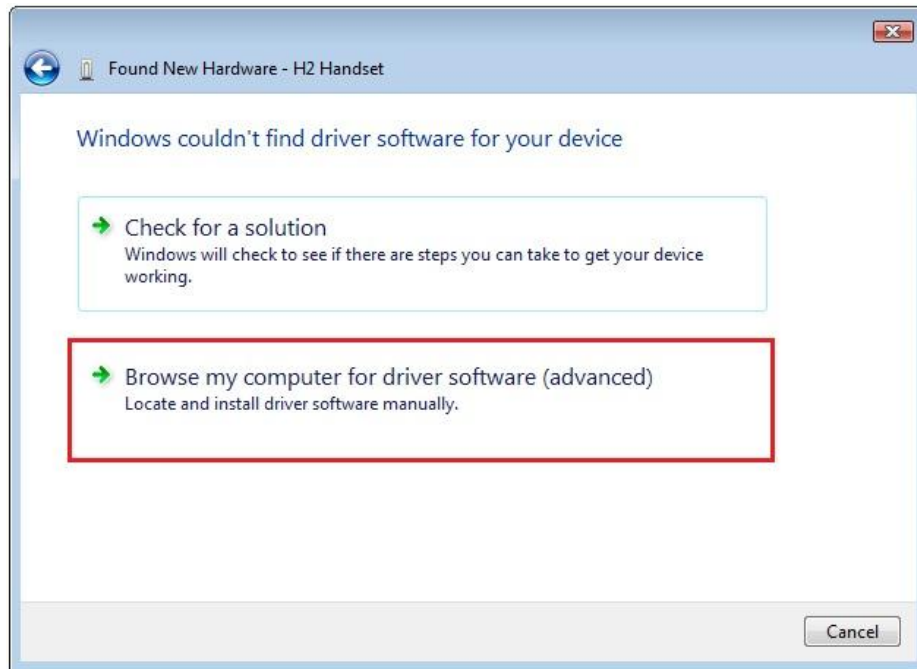 Found New Hardware - H2 Handset
Windows couldn't find driver software for your device
Check for a solution
Windows will check to see if there are steps you can take to get your device
working.
Browse my computer for driver software (advanced)
Locate and install driver software manually.
Cancel